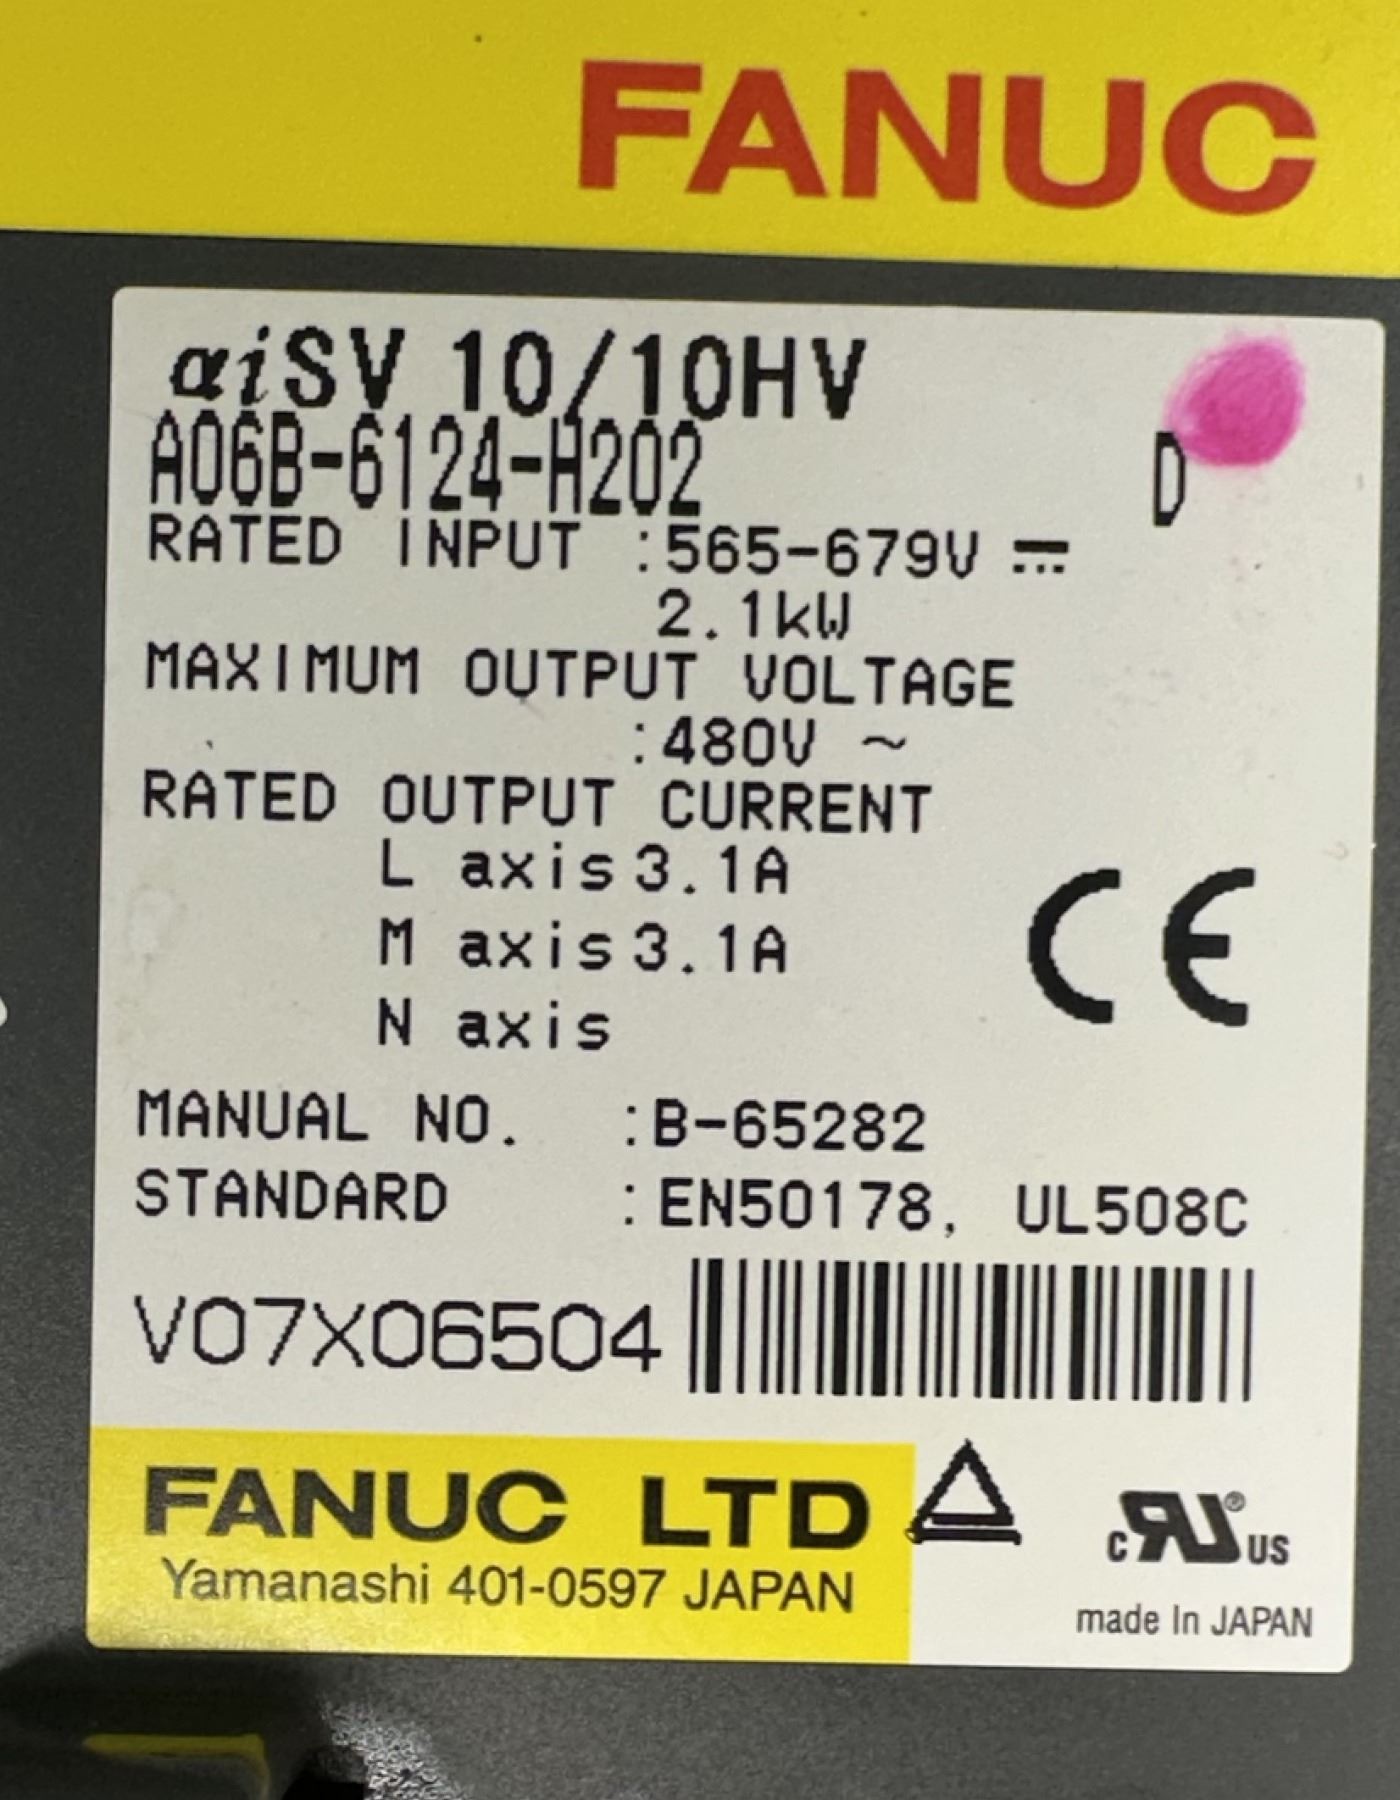 FANUC
αiSV 10/10HV
A06B-6124-H202 D
RATED INPUT :565-679V ⎓
2.1kW
MAXIMUM OUTPUT VOLTAGE
:480V ~
RATED OUTPUT CURRENT
L axis 3.1A
M axis 3.1A
N axis
MANUAL NO. :B-65282
STANDARD :EN50178, UL508C
V07X06504
CE
FANUC LTD
Yamanashi 401-0597 JAPAN
c RU ® US
made In JAPAN